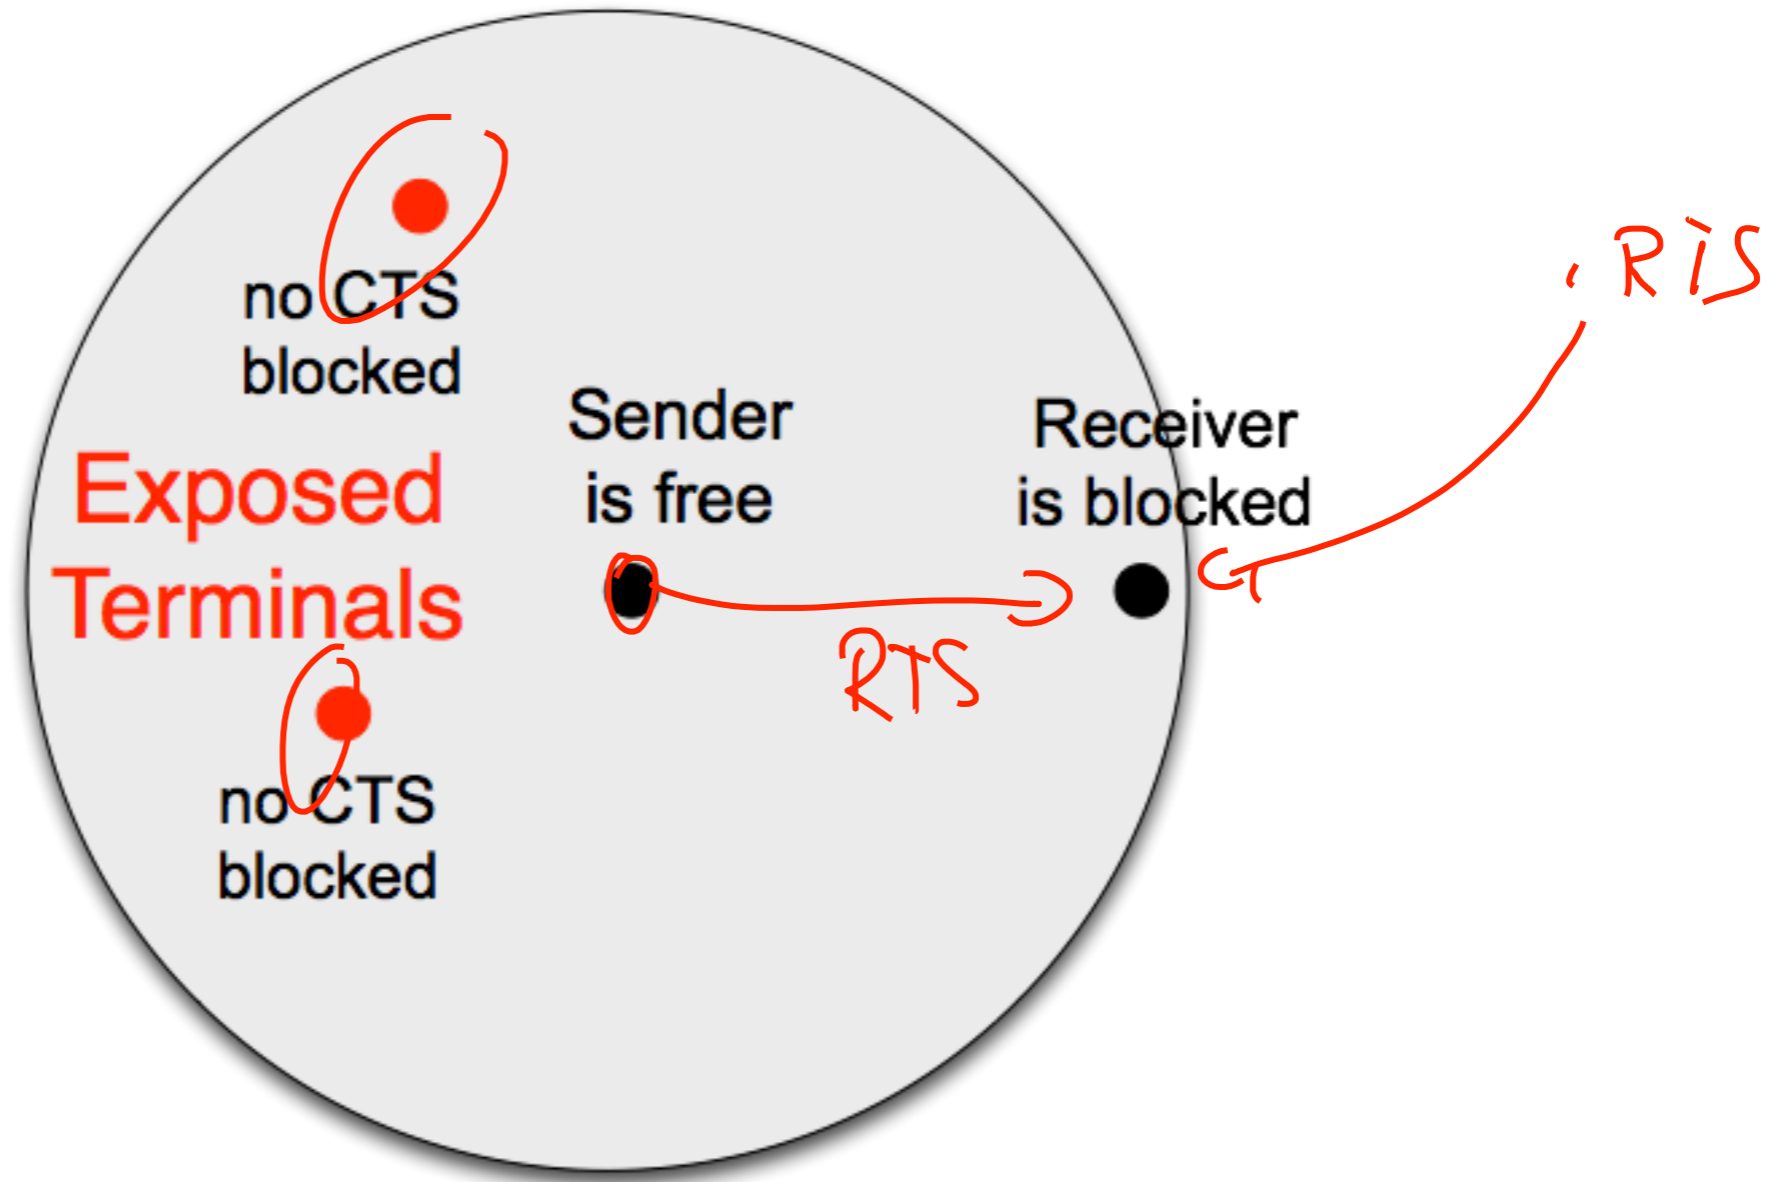 no CTS
blocked
Sender
is free
Receiver
is blocked
Exposed
Terminals
no CTS
blocked
RTS
RTS